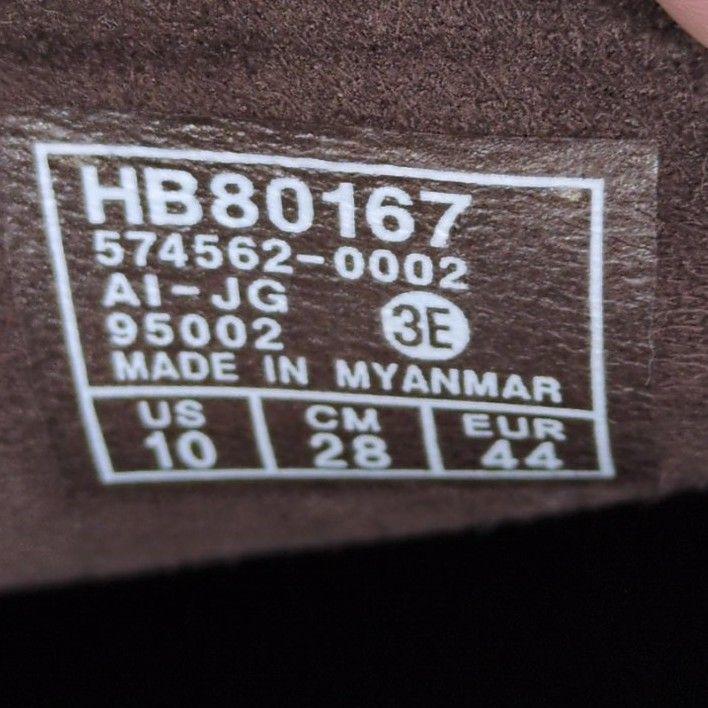 HB80167
574562-0002
AI-JG
95002 3E
MADE IN MYANMAR
US CM EUR
10 28 44